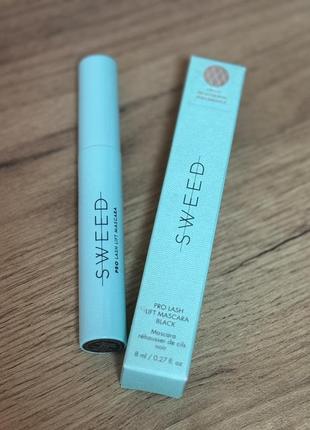 SWEED
PRO LASH LIFT MASCARA
SWEED
PRO LASH
LIFT MASCARA
BLACK
Mascara
réhausser de cils
noir
8 ml / 0.27 fl. oz